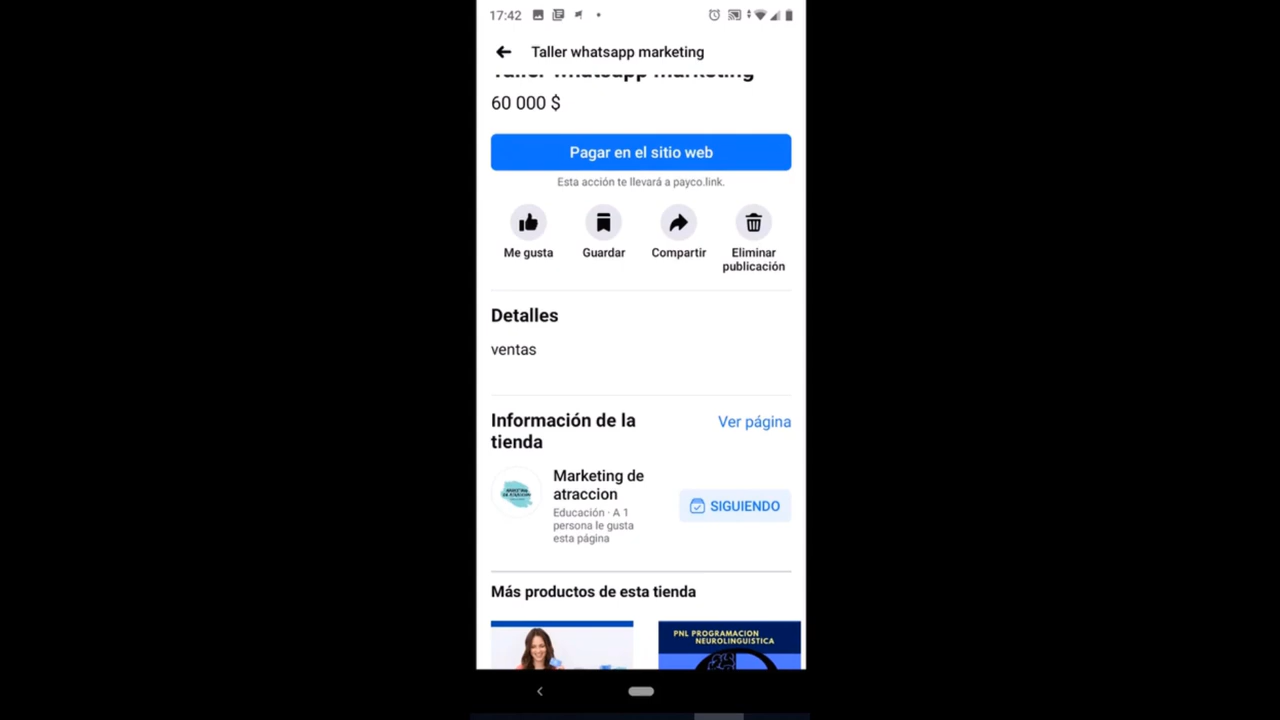 17:42
Taller whatsapp marketing
Taller whatsapp marketing
60 000 $
Pagar en el sitio web
Esta acción te llevará a payco.link.
Me gusta
Guardar
Compartir
Eliminar
publicación
Detalles
ventas
Información de la
tienda
Ver página
Marketing de
atraccion
Educación · A 1
persona le gusta
esta página
SIGUIENDO
Más productos de esta tienda
PNL PROGRAMACION
NEUROLINGUISTICA